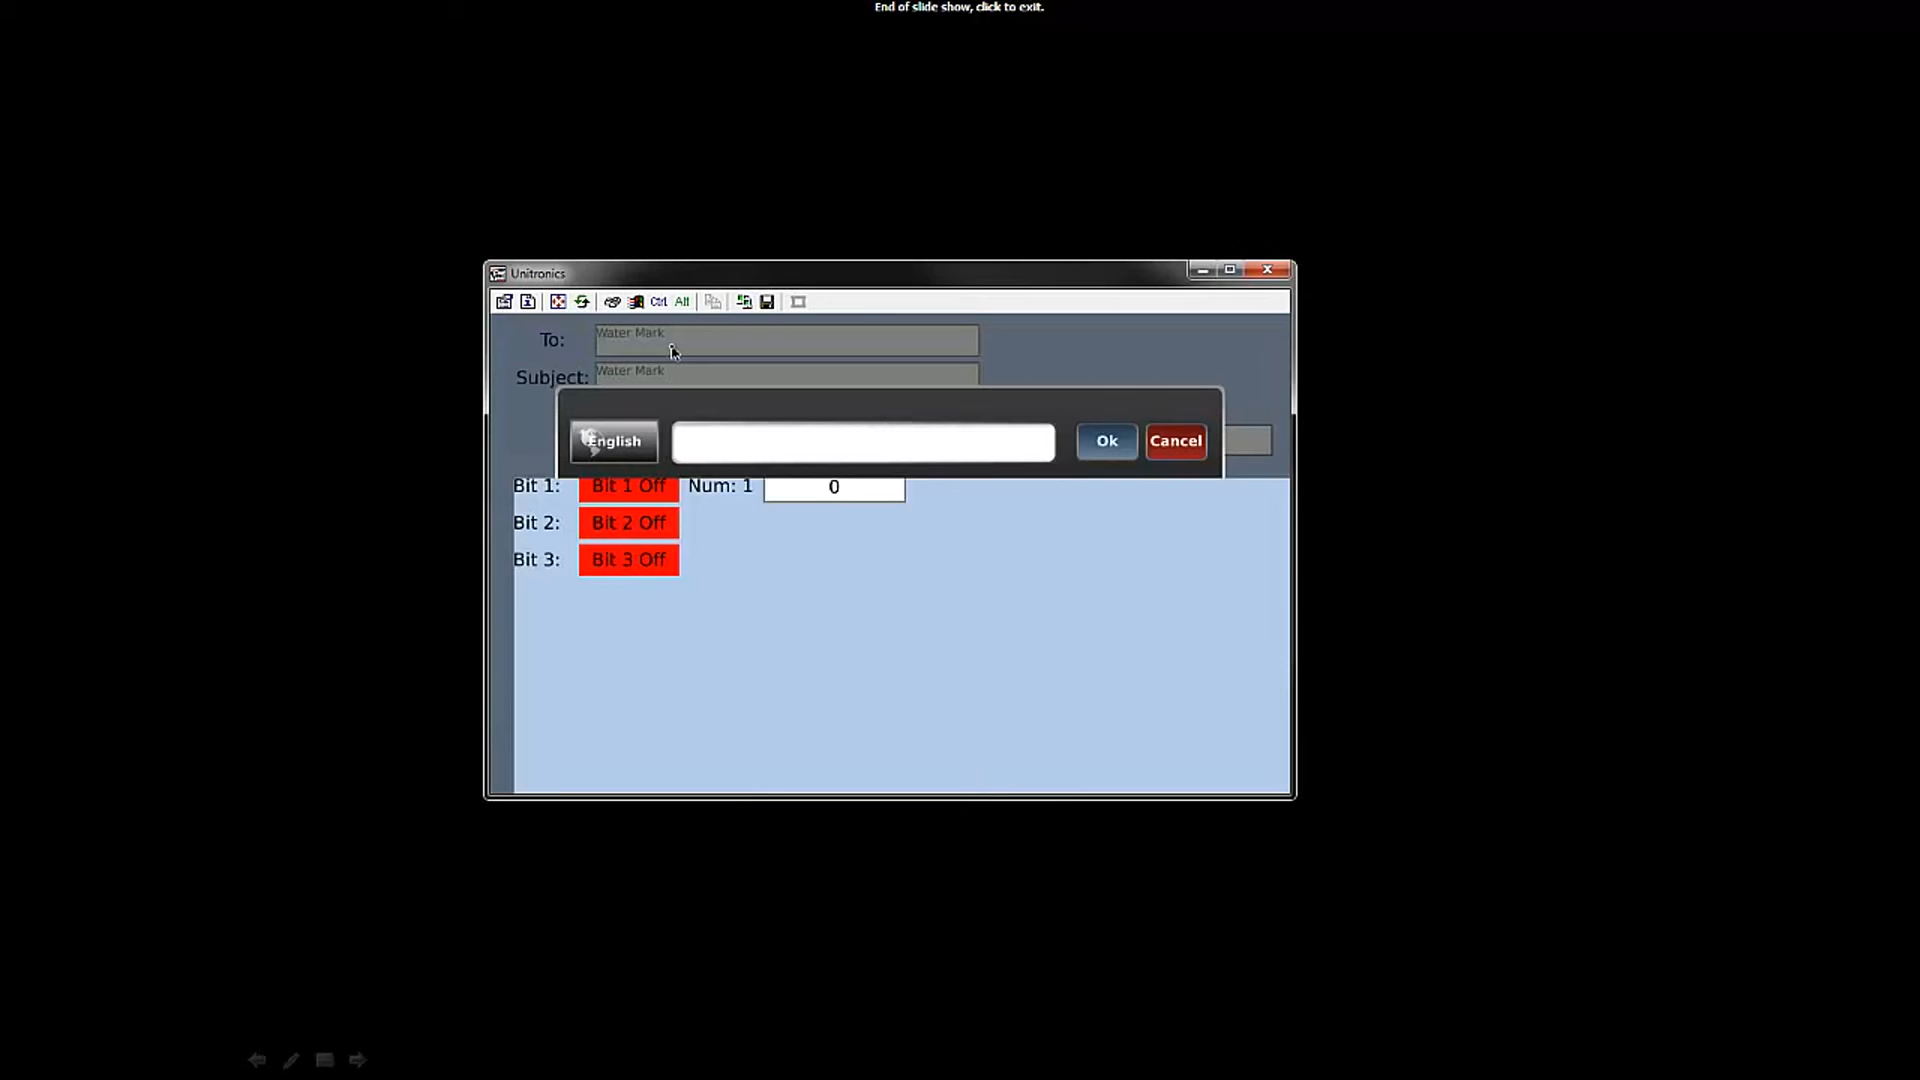 End of slide show, click to exit.
Unitronics
Ctrl Alt
To: Water Mark
Subject: Water Mark
English Ok Cancel
Bit 1: Bit 1 Off Num: 1 0
Bit 2: Bit 2 Off
Bit 3: Bit 3 Off